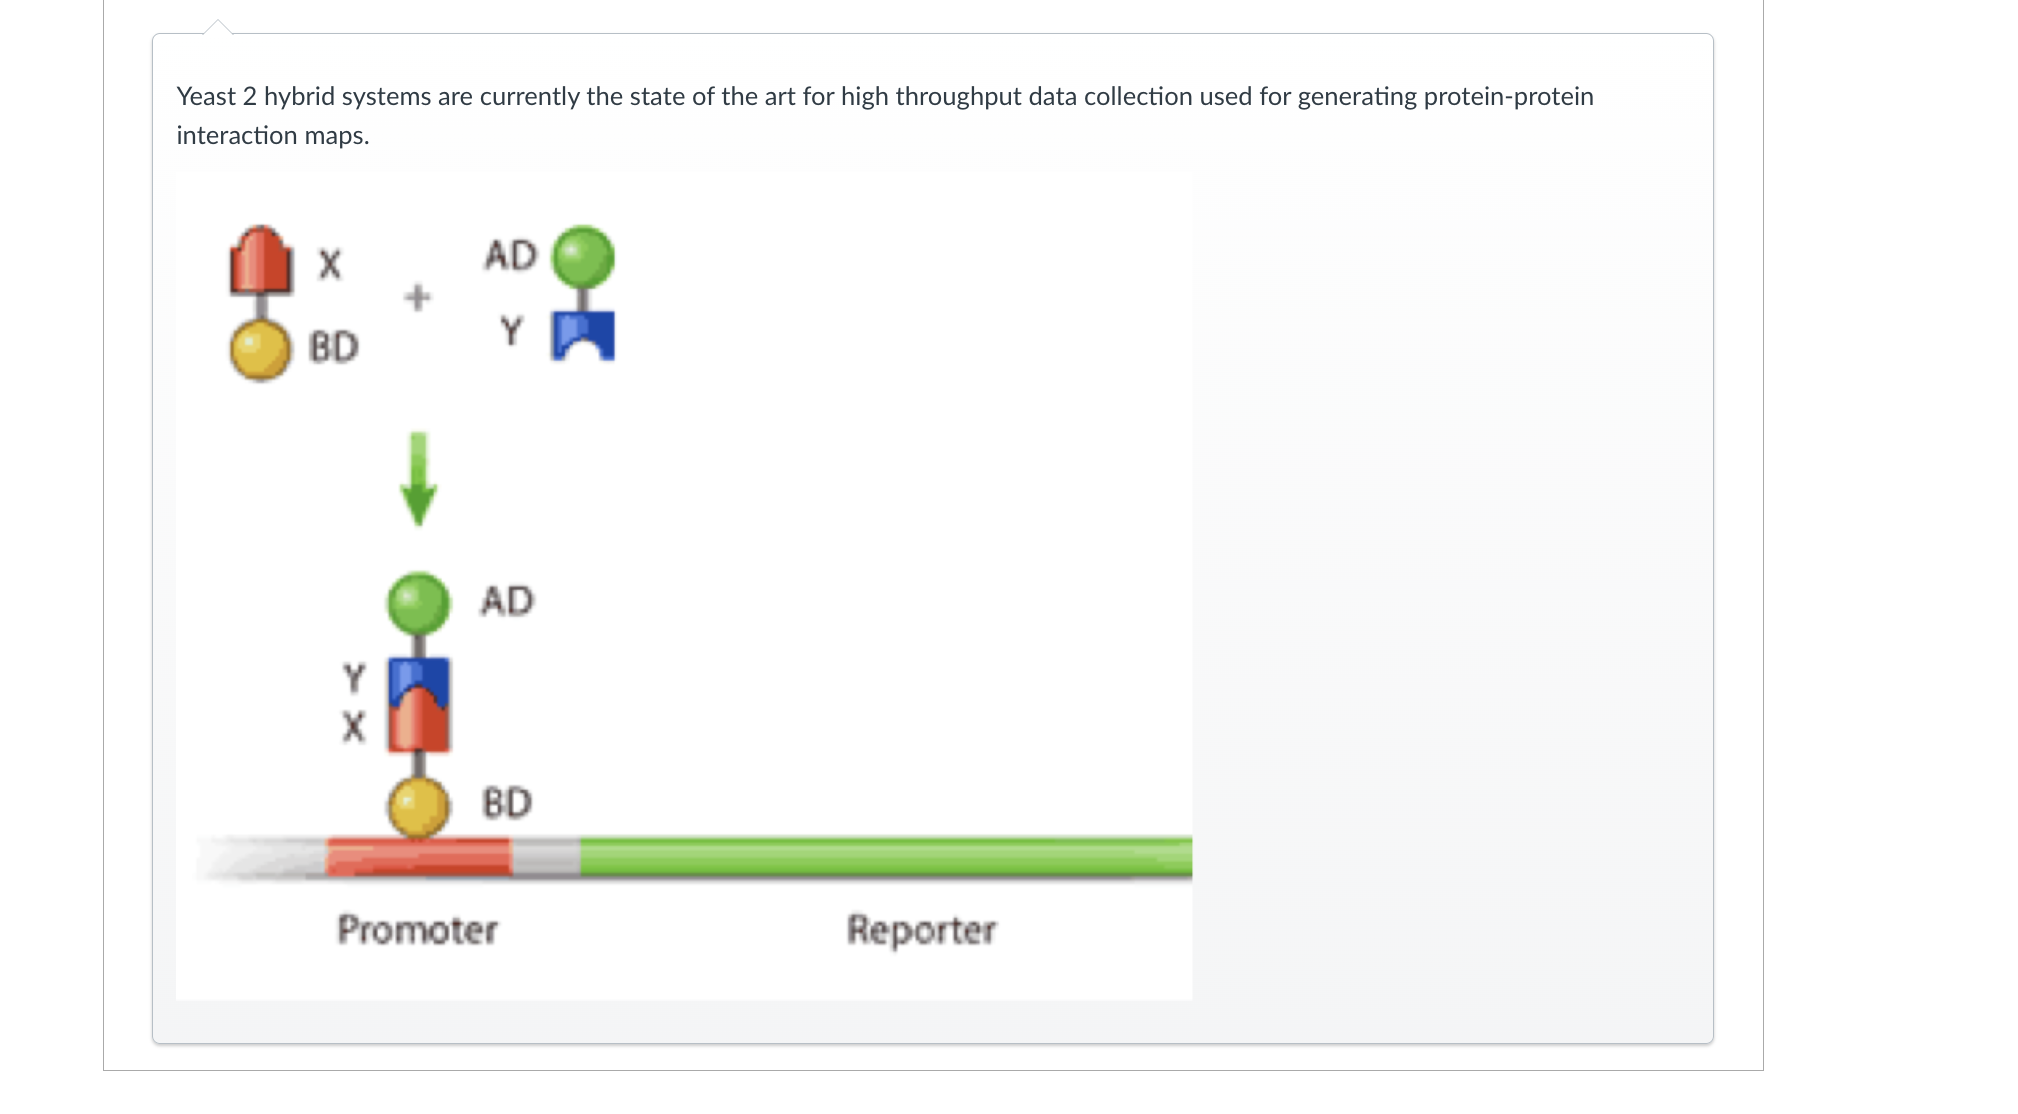 Yeast 2 hybrid systems are currently the state of the art for high throughput data collection used for generating protein-protein
interaction maps.
X
+
AD
BD
Y
AD
Y
X
BD
Promoter
Reporter